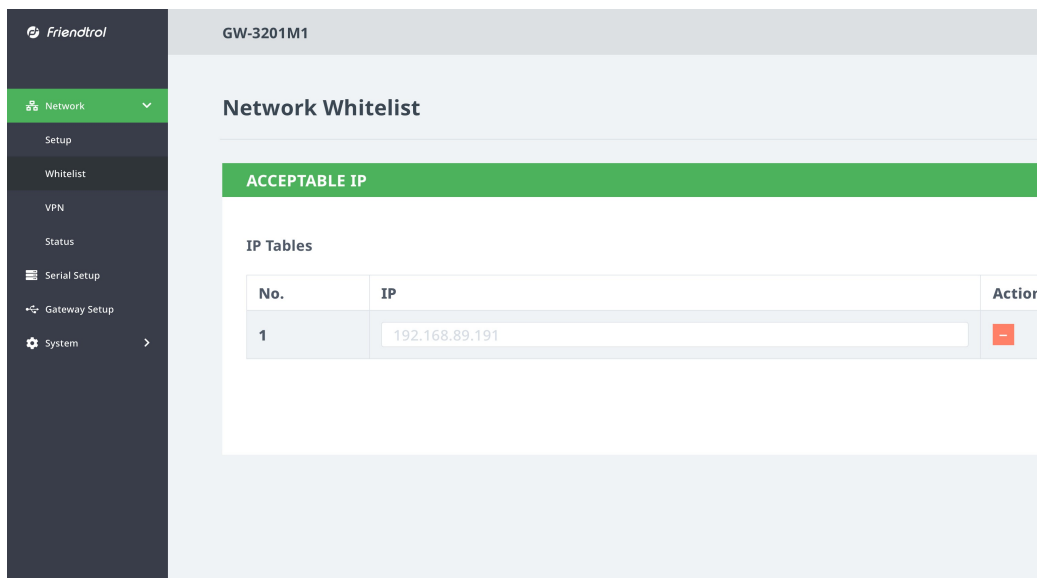 Friendtrol
GW-3201M1
Network
Setup
Whitelist
VPN
Status
Serial Setup
Gateway Setup
System
Network Whitelist
ACCEPTABLE IP
IP Tables
No. IP Action
1 192.168.89.191